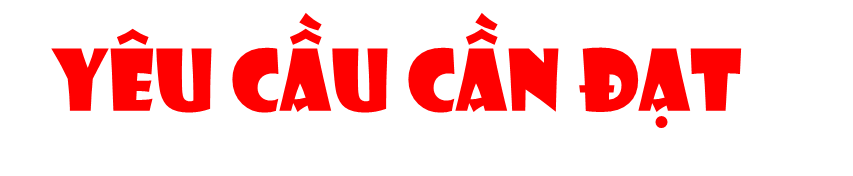 YÊU CẦU CẦN ĐẠT